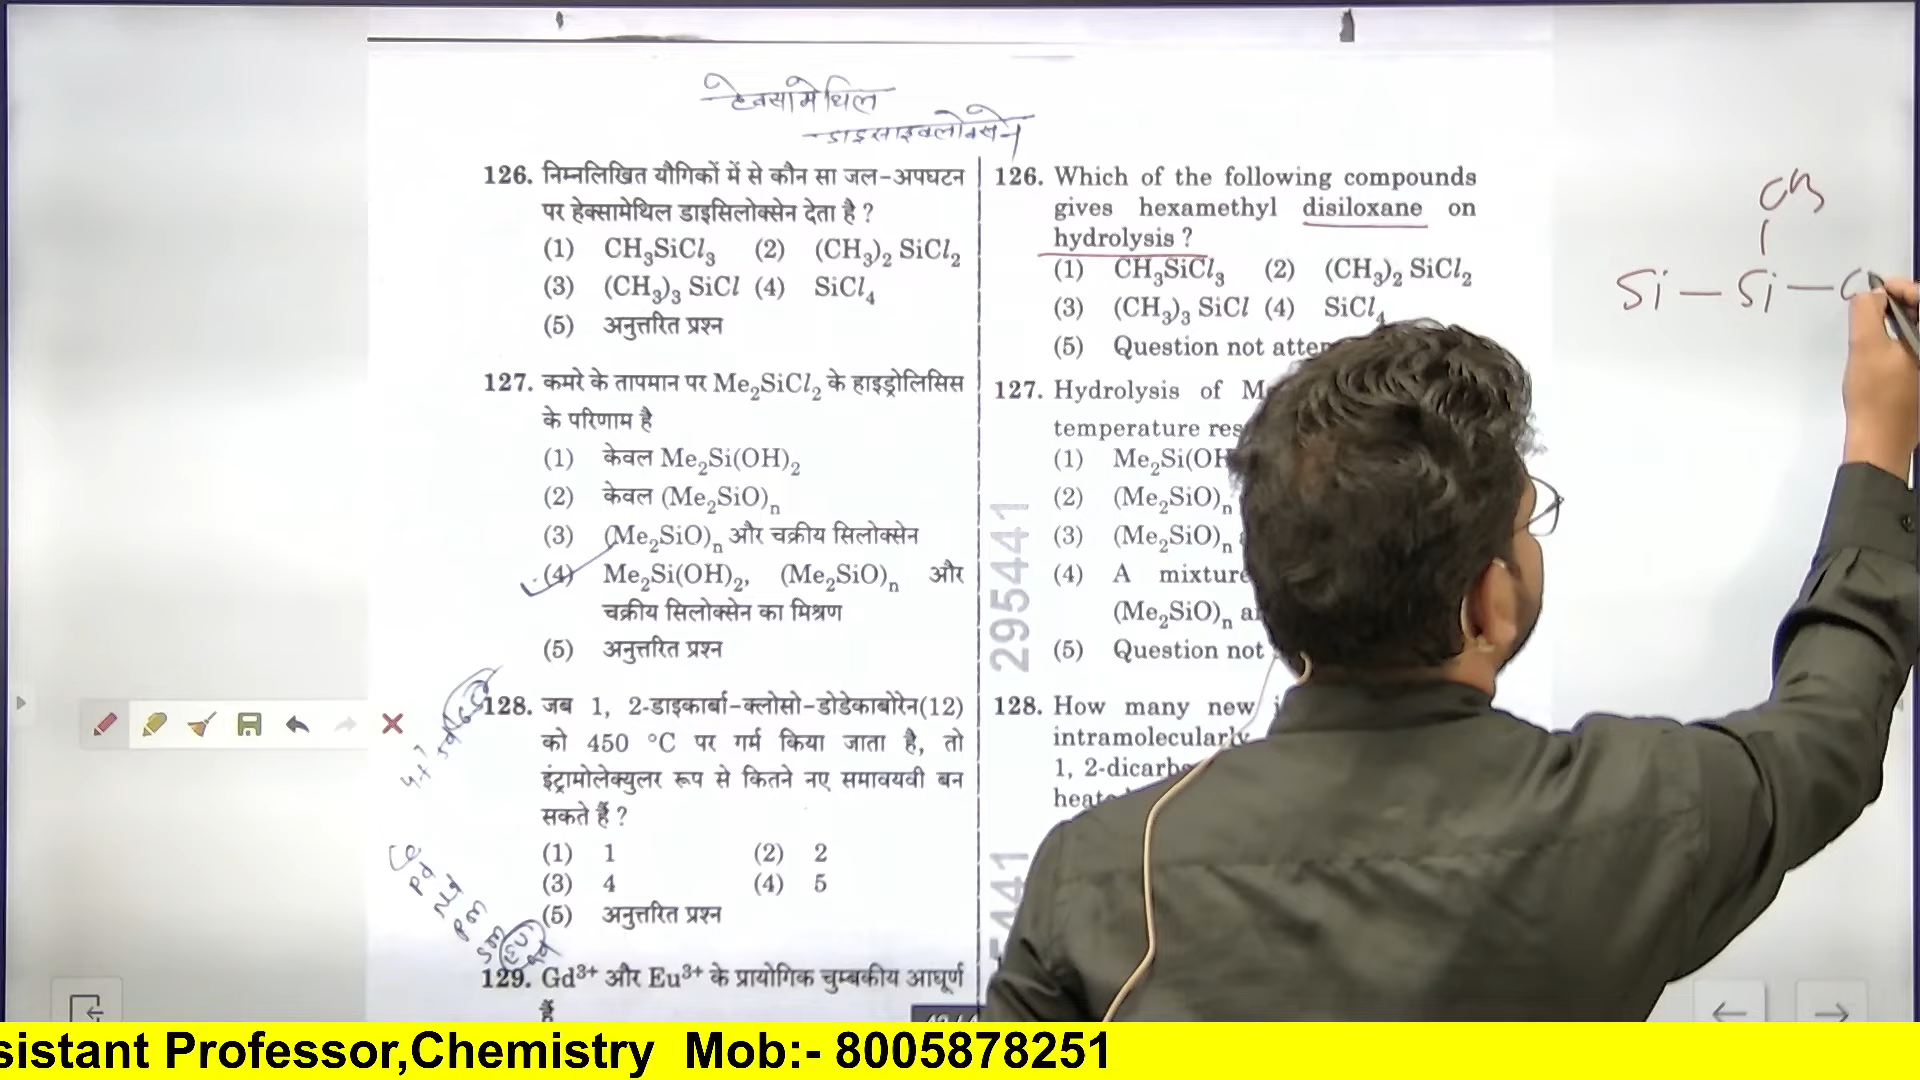 हेक्सामेथिल
डाइसाइक्लोक्सेन
126. निम्नलिखित यौगिकों में से कौन सा जल-अपघटन
पर हेक्सामेथिल डाइसिलोक्सेन देता है ?
(1) CH₃SiCl₃ (2) (CH₃)₂ SiCl₂
(3) (CH₃)₃ SiCl (4) SiCl₄
(5) अनुत्तरित प्रश्न
127. कमरे के तापमान पर Me₂SiCl₂ के हाइड्रोलिसिस
के परिणाम है
(1) केवल Me₂Si(OH)₂
(2) केवल (Me₂SiO)ₙ
(3) (Me₂SiO)ₙ और चक्रीय सिलोक्सेन
(4) Me₂Si(OH)₂, (Me₂SiO)ₙ और
चक्रीय सिलोक्सेन का मिश्रण
(5) अनुत्तरित प्रश्न
128. जब 1, 2-डाइकार्बा-क्लोसो-डोडेकाबोरेन(12)
को 450 °C पर गर्म किया जाता है, तो
इंट्रामोलेक्युलर रूप से कितने नए समावयवी बन
सकते हैं ?
(1) 1 (2) 2
(3) 4 (4) 5
(5) अनुत्तरित प्रश्न
129. Gd³⁺ और Eu³⁺ के प्रायोगिक चुम्बकीय आघूर्ण
हैं
126. Which of the following compounds
gives hexamethyl disiloxane on
hydrolysis ?
(1) CH₃SiCl₃ (2) (CH₃)₂ SiCl₂
(3) (CH₃)₃ SiCl (4) SiCl₄
(5) Question not
127. Hydrolysis of
temperature
(1) Me₂Si(OH
(2) (Me₂SiO)ₙ
(3) (Me₂SiO)ₙ
(4) A mixture
(Me₂SiO)ₙ
(5) Question not
128. How many new
intramolecularly
1, 2-dicarb
295441
5441
CH₃
Si – Si – C
Ce
Pd
Pm
Sm
Eu
sistant Professor,Chemistry Mob:- 8005878251